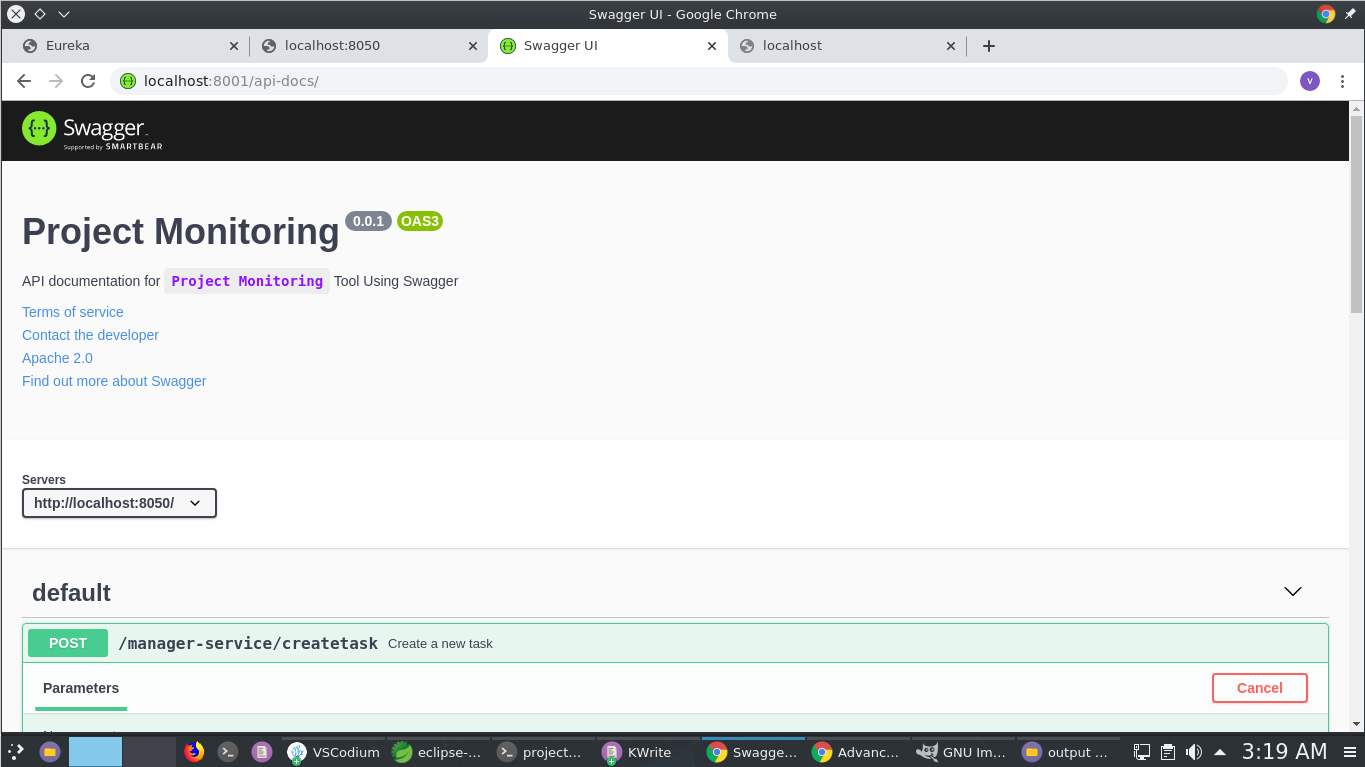 Swagger UI - Google Chrome
Eureka
localhost:8050
Swagger UI
localhost
localhost:8001/api-docs/
V
Swagger
Supported by SMARTBEAR
Project Monitoring 0.0.1 OAS3
API documentation for Project Monitoring Tool Using Swagger
Terms of service
Contact the developer
Apache 2.0
Find out more about Swagger
Servers
http://localhost:8050/
default
POST /manager-service/createtask Create a new task
Parameters
Cancel
VSCodium
eclipse-...
project...
KWrite
Swagge...
Advanc...
GNU Im...
output ...
3:19 AM